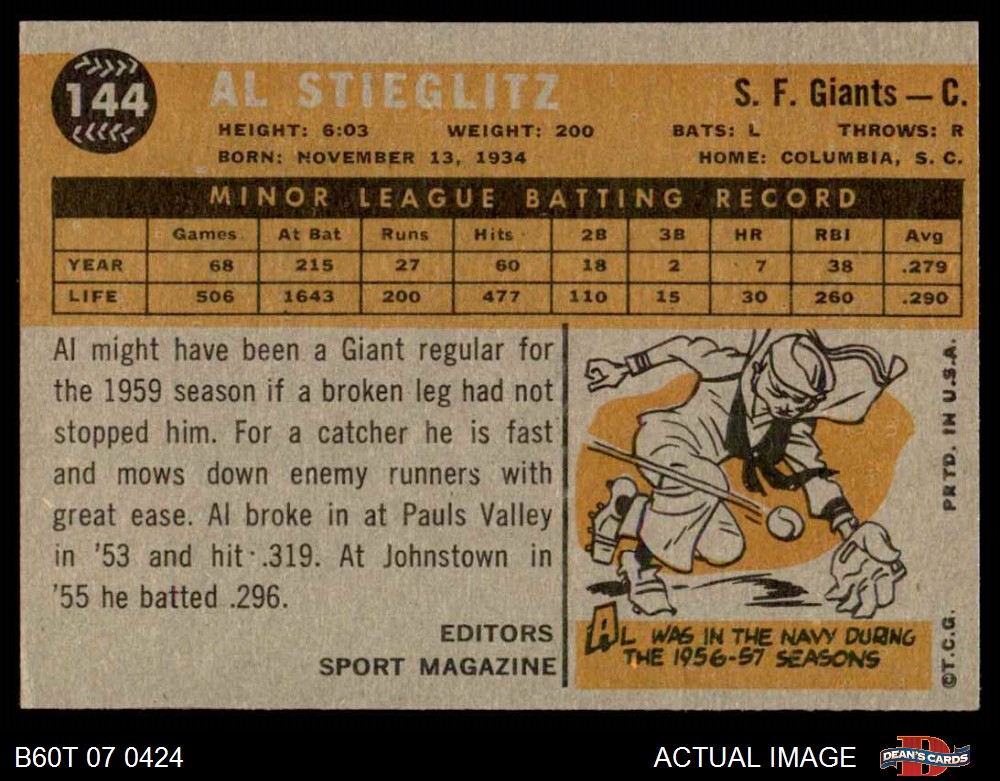 144
AL STIEGLITZ
S. F. Giants — C.
HEIGHT: 6:03 WEIGHT: 200 BATS: L THROWS: R
BORN: NOVEMBER 13, 1934 HOME: COLUMBIA, S. C.
MINOR LEAGUE BATTING RECORD
Games At Bat Runs Hits 2B 3B HR RBI Avg
YEAR 68 215 27 60 18 2 7 38 .279
LIFE 506 1643 200 477 110 15 30 260 .290
Al might have been a Giant regular for
the 1959 season if a broken leg had not
stopped him. For a catcher he is fast
and mows down enemy runners with
great ease. Al broke in at Pauls Valley
in '53 and hit .319. At Johnstown in
'55 he batted .296.
EDITORS
SPORT MAGAZINE
AL WAS IN THE NAVY DURING
THE 1956-57 SEASONS
©T.C.G. PRTD. IN U.S.A.
B60T 07 0424
ACTUAL IMAGE
DEAN'S CARDS